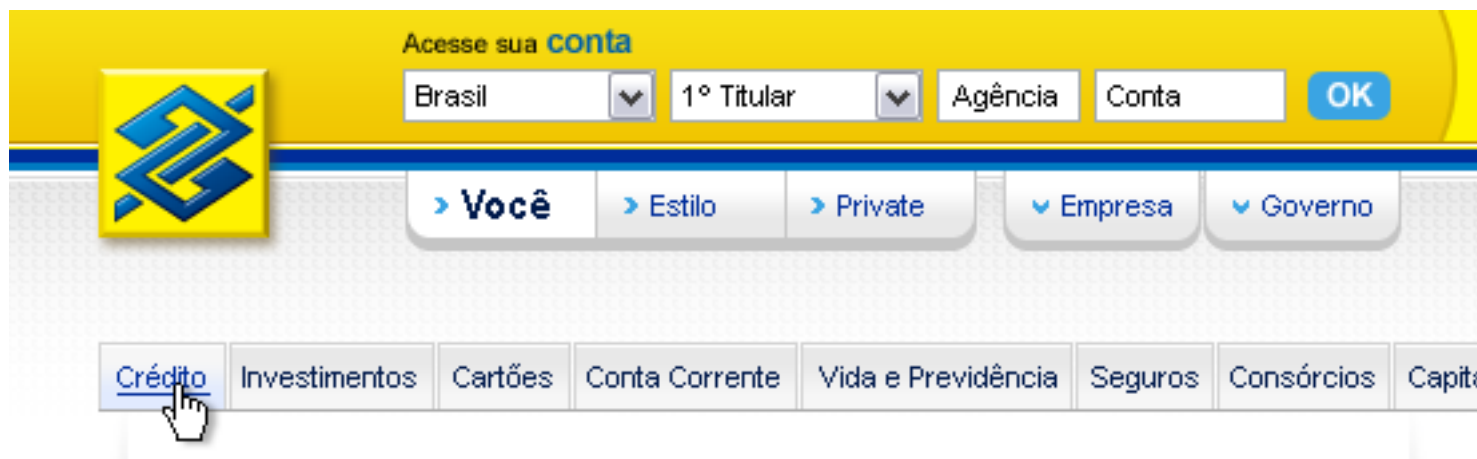 Acesse sua conta
Brasil 1º Titular Agência Conta OK
Você Estilo Private Empresa Governo
Crédito Investimentos Cartões Conta Corrente Vida e Previdência Seguros Consórcios